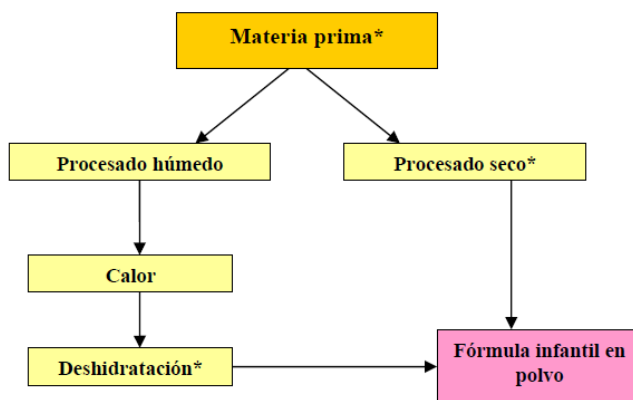 Materia prima*
Procesado húmedo
Procesado seco*
Calor
Deshidratación*
Fórmula infantil en
polvo